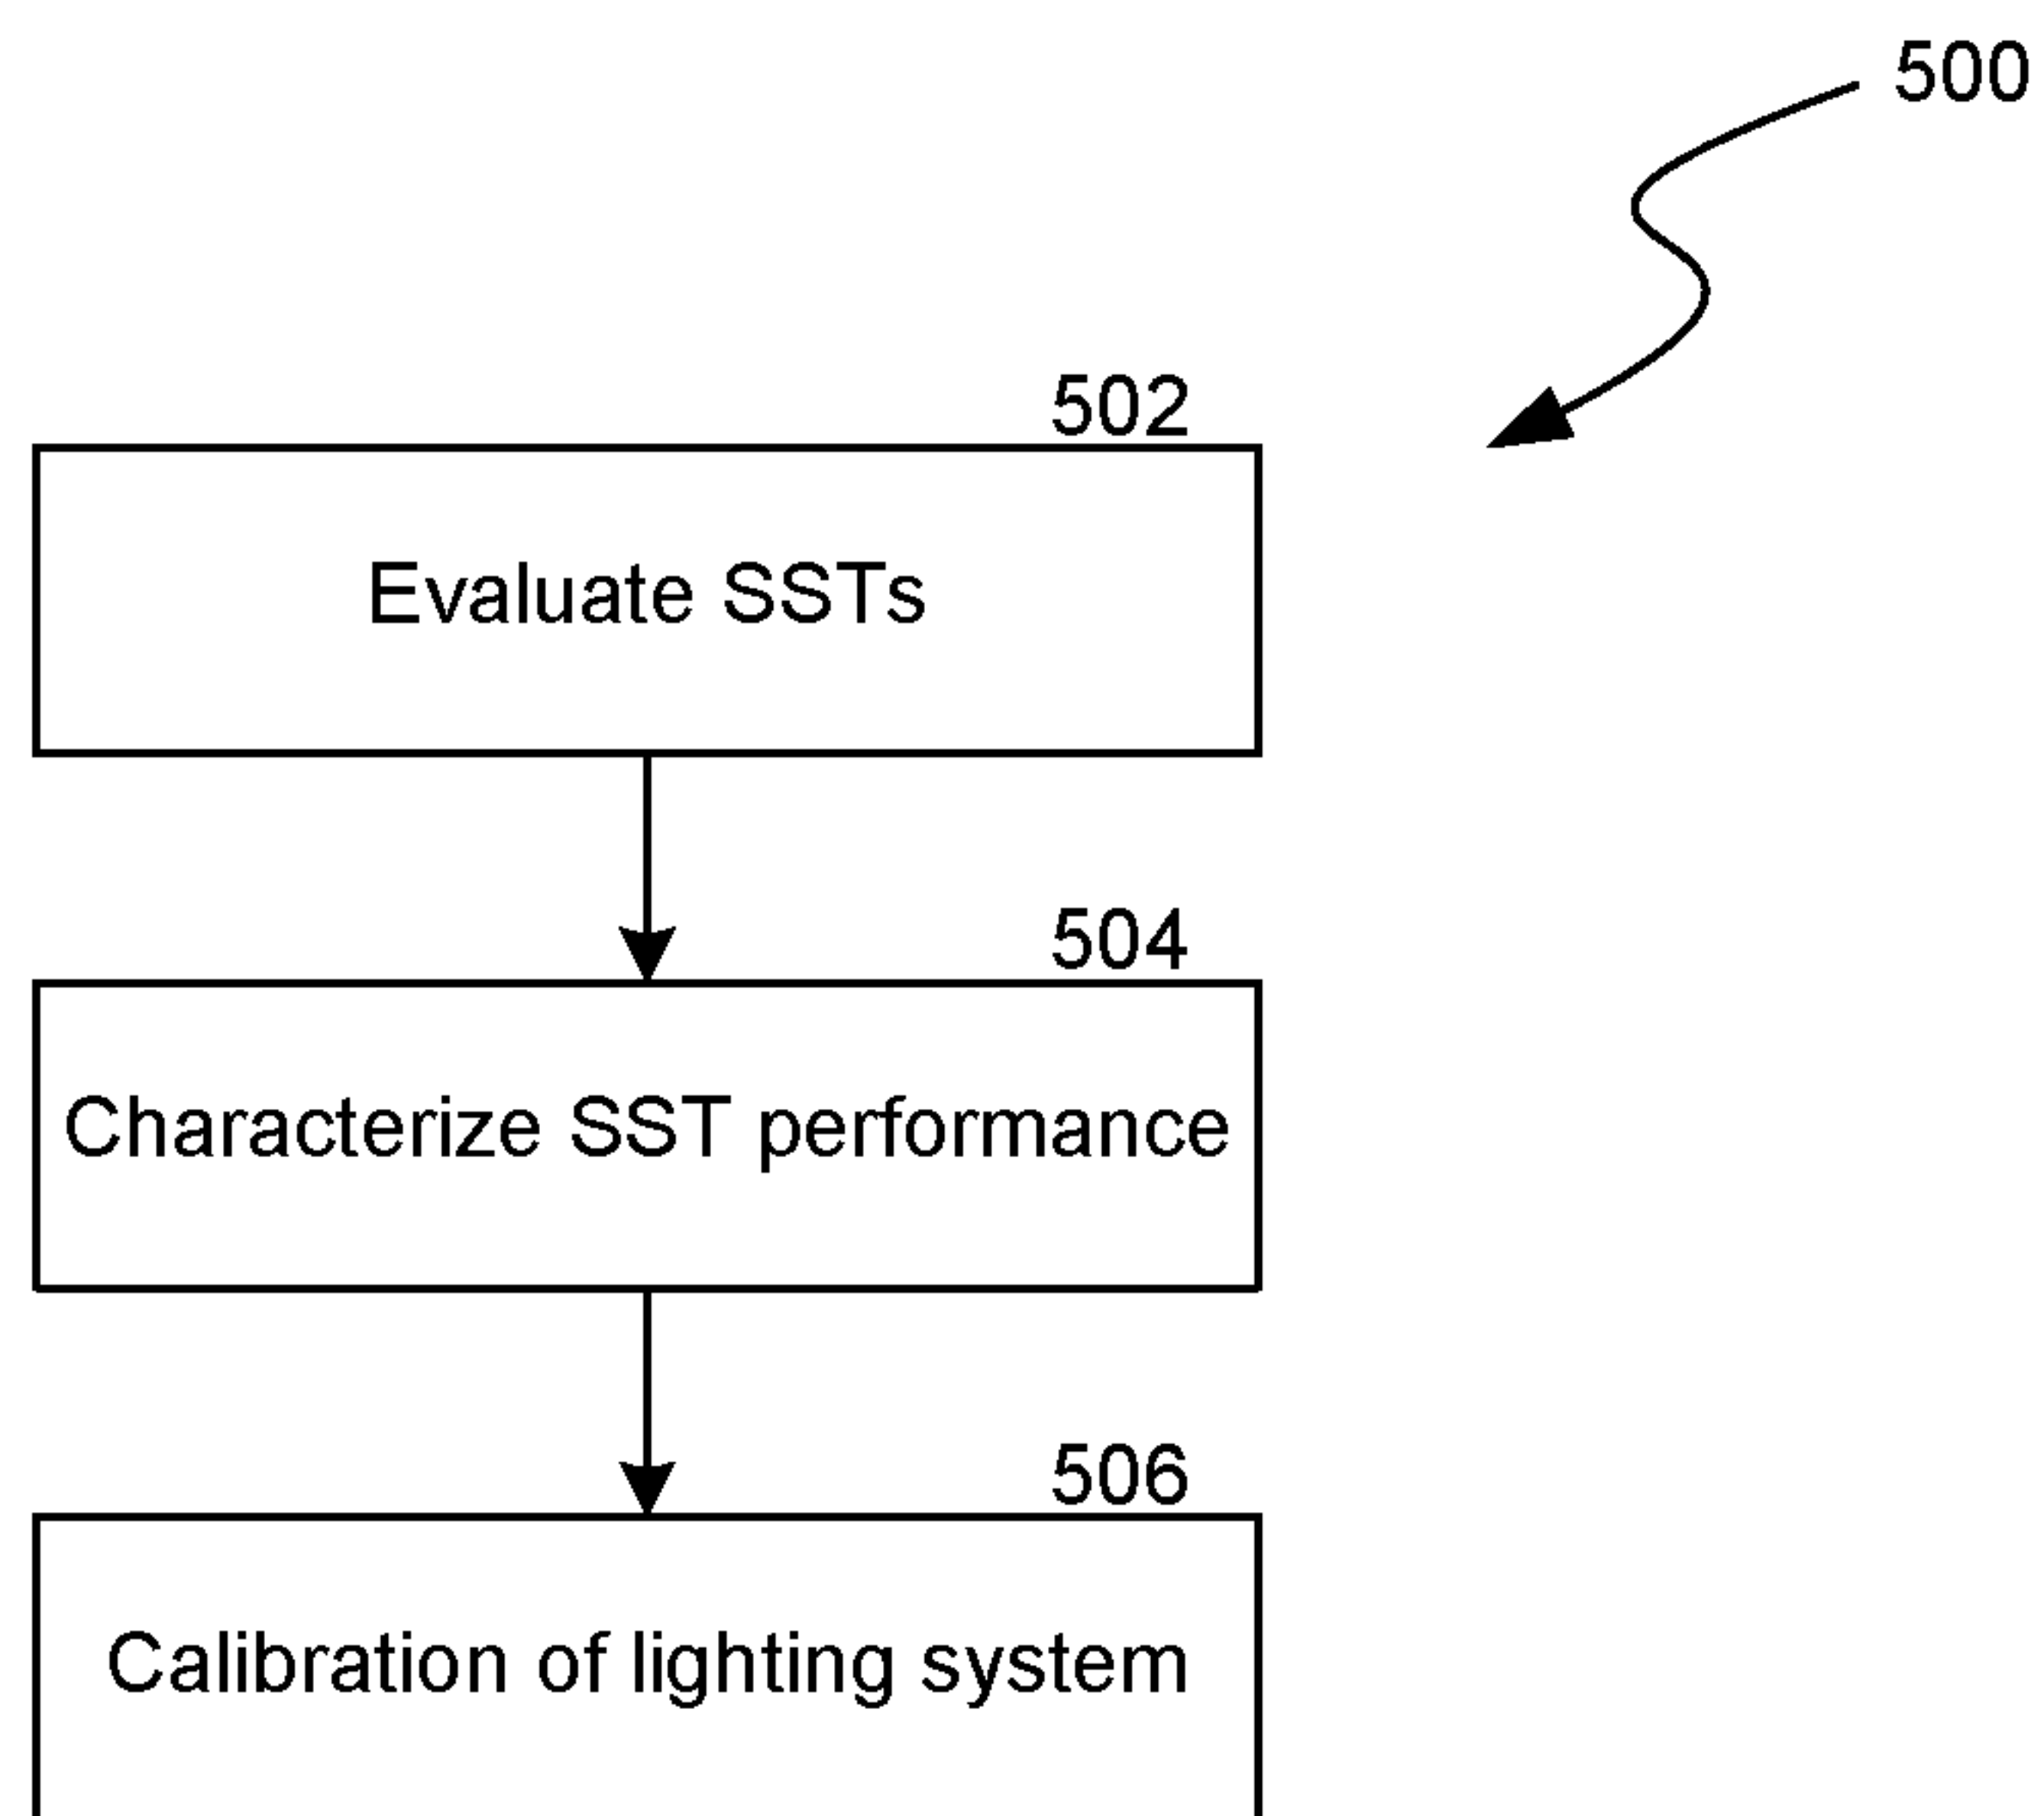 500
502
Evaluate SSTs
504
Characterize SST performance
506
Calibration of lighting system